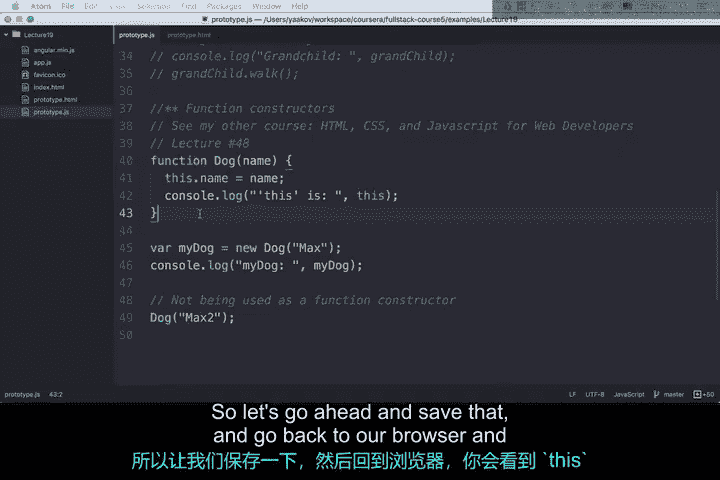 Atom File Edit View Selection Find Packages Window Help
prototype.js — /Users/yaakov/workspace/coursera/fullstack-course5/examples/Lecture19
Lecture19
angular.min.js
app.js
favicon.ico
index.html
prototype.html
prototype.js
prototype.js prototype.html
34 // console.log("Grandchild: ", grandChild);
35 // grandChild.walk();
36
37 //** Function constructors
38 // See my other course: HTML, CSS, and Javascript for Web Developers
39 // Lecture #48
40 function Dog(name) {
41 this.name = name;
42 console.log("'this' is: ", this);
43 }
44
45 var myDog = new Dog("Max");
46 console.log("myDog: ", myDog);
47
48 // Not being used as a function constructor
49 Dog("Max2");
50
prototype.js 43:2 LF UTF-8 JavaScript master +50
So let's go ahead and save that,
and go back to our browser and
所以让我们保存一下，然后回到浏览器，你会看到 `this`